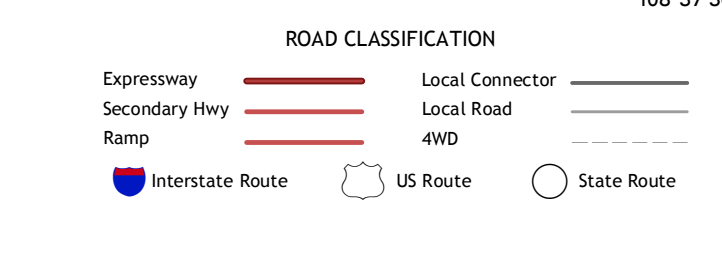 ROAD CLASSIFICATION
Expressway
Local Connector
Secondary Hwy
Local Road
Ramp
4WD
Interstate Route
US Route
State Route